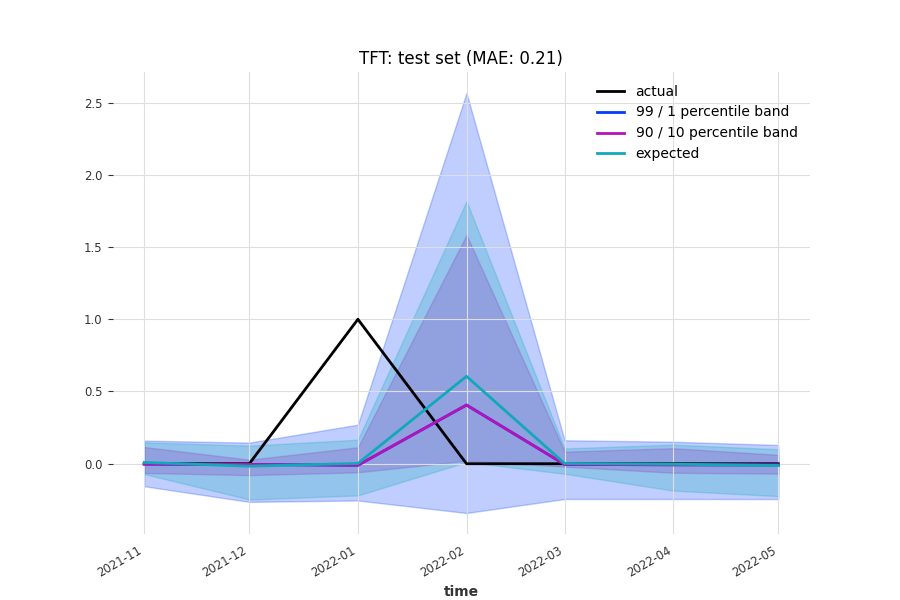 TFT: test set (MAE: 0.21)
actual
99 / 1 percentile band
90 / 10 percentile band
expected
2.5
2.0
1.5
1.0
0.5
0.0
2021-11
2021-12
2022-01
2022-02
2022-03
2022-04
2022-05
time